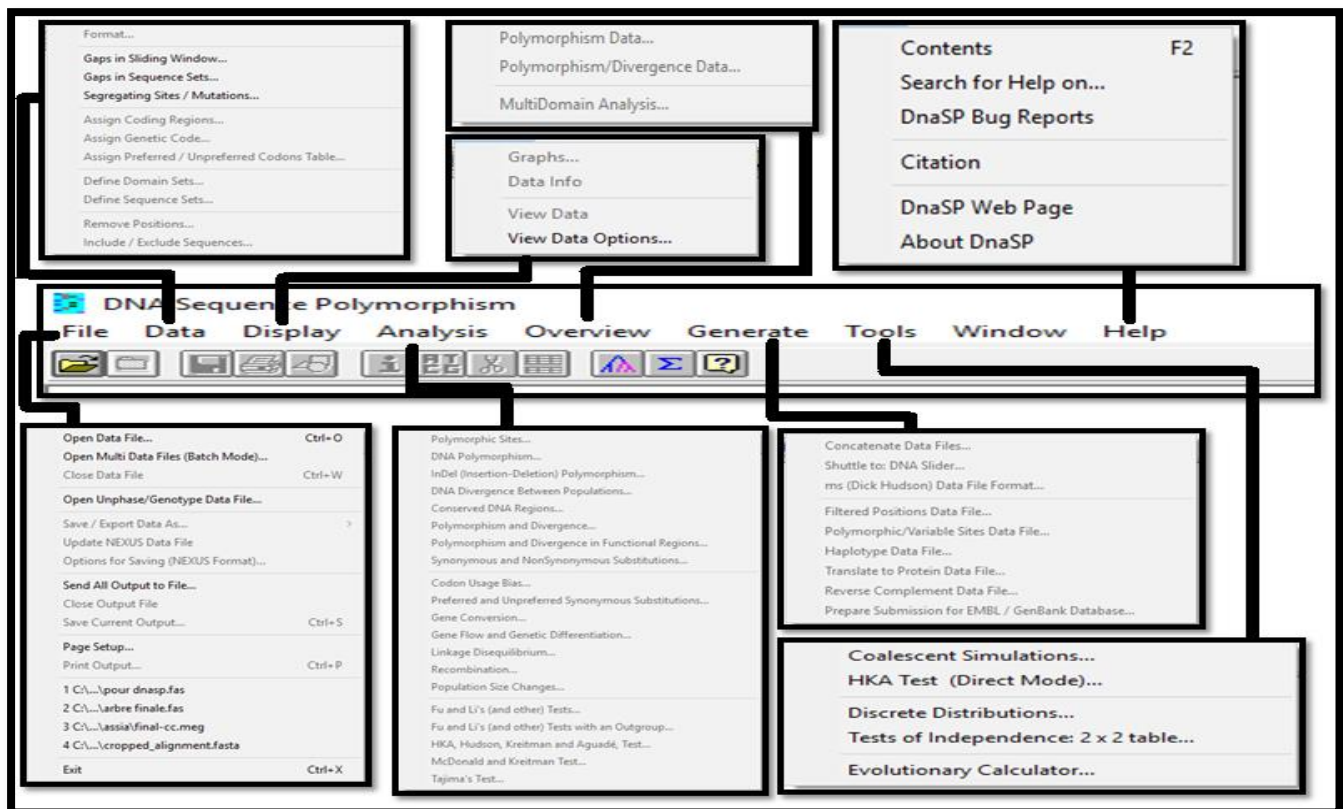 Format...
Gaps in Sliding Window...
Gaps in Sequence Sets...
Segregating Sites / Mutations...
Assign Coding Regions...
Assign Genetic Code...
Assign Preferred / Unpreferred Codons Table...
Define Domain Sets...
Define Sequence Sets...
Remove Positions...
Include / Exclude Sequences...
Polymorphism Data...
Polymorphism/Divergence Data...
MultiDomain Analysis...
Graphs...
Data Info
View Data
View Data Options...
Contents F2
Search for Help on...
DnaSP Bug Reports
Citation
DnaSP Web Page
About DnaSP
DNA Sequence Polymorphism
File Data Display Analysis Overview Generate Tools Window Help
Open Data File... Ctrl+O
Open Multi Data Files (Batch Mode)...
Close Data File Ctrl+W
Open Unphase/Genotype Data File...
Save / Export Data As... >
Update NEXUS Data File
Options for Saving (NEXUS Format)...
Send All Output to File...
Close Output File
Save Current Output... Ctrl+S
Page Setup...
Print Output... Ctrl+P
1 C:\...\pour dnasp.fas
2 C:\...\arbre finale.fas
3 C:\...\assia\final-cc.meg
4 C:\...\cropped_alignment.fasta
Exit Ctrl+X
Polymorphic Sites...
DNA Polymorphism...
InDel (Insertion-Deletion) Polymorphism...
DNA Divergence Between Populations...
Conserved DNA Regions...
Polymorphism and Divergence...
Polymorphism and Divergence in Functional Regions...
Synonymous and NonSynonymous Substitutions...
Codon Usage Bias...
Preferred and Unpreferred Synonymous Substitutions...
Gene Conversion...
Gene Flow and Genetic Differentiation...
Linkage Disequilibrium...
Recombination...
Population Size Changes...
Fu and Li's (and other) Tests...
Fu and Li's (and other) Tests with an Outgroup...
HKA, Hudson, Kreitman and Aguadé, Test...
McDonald and Kreitman Test...
Tajima's Test...
Concatenate Data Files...
Shuttle to: DNA Slider...
ms (Dick Hudson) Data File Format...
Filtered Positions Data File...
Polymorphic/Variable Sites Data File...
Haplotype Data File...
Translate to Protein Data File...
Reverse Complement Data File...
Prepare Submission for EMBL / GenBank Database...
Coalescent Simulations...
HKA Test (Direct Mode)...
Discrete Distributions...
Tests of Independence: 2 x 2 table...
Evolutionary Calculator...